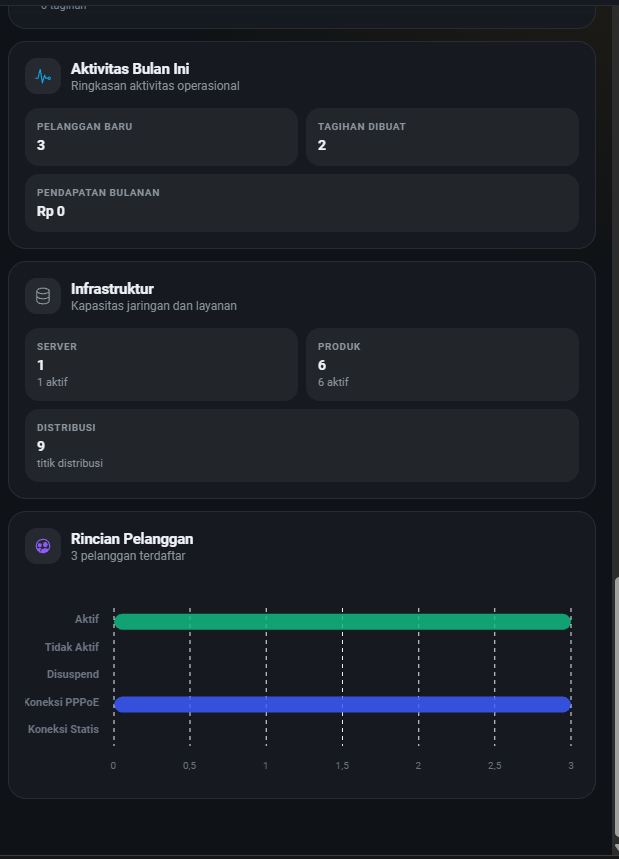 0 tagihan
Aktivitas Bulan Ini
Ringkasan aktivitas operasional
PELANGGAN BARU
3
TAGIHAN DIBUAT
2
PENDAPATAN BULANAN
Rp 0
Infrastruktur
Kapasitas jaringan dan layanan
SERVER
1
1 aktif
PRODUK
6
6 aktif
DISTRIBUSI
9
titik distribusi
Rincian Pelanggan
3 pelanggan terdaftar
Aktif
Tidak Aktif
Disuspend
Koneksi PPPoE
Koneksi Statis
0 0,5 1 1,5 2 2,5 3